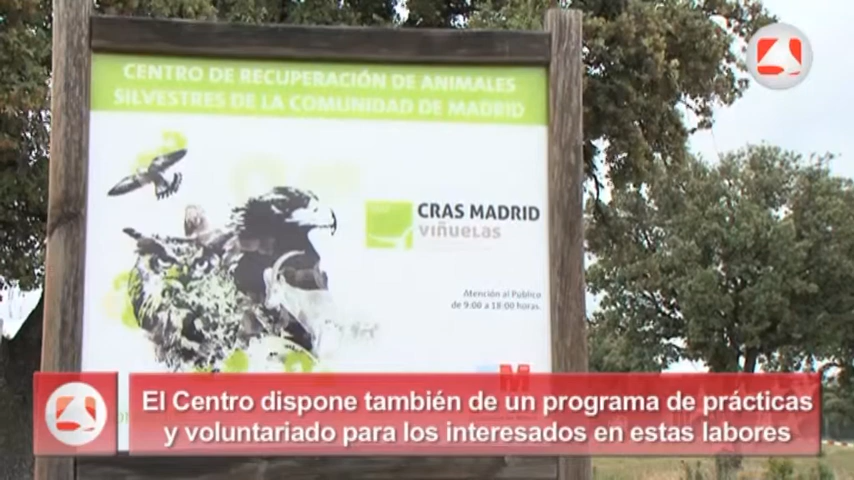 CENTRO DE RECUPERACIÓN DE ANIMALES
SILVESTRES DE LA COMUNIDAD DE MADRID
CRAS MADRID
VIÑUELAS
Atención al Público
de 9:00 a 18:00 horas.
El Centro dispone también de un programa de prácticas
y voluntariado para los interesados en estas labores